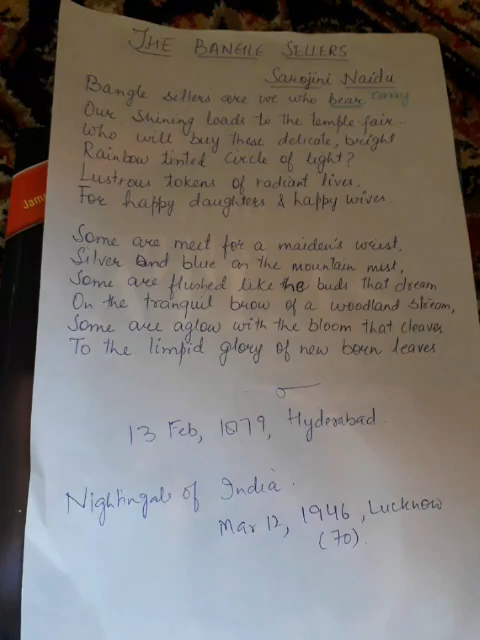 THE BANGLE SELLERS
Sarojini Naidu
Bangle sellers are we who bear carry
Our Shining loads to the temple fair.
Who will buy these delicate, bright
Rainbow tinted Circle of light?
Lustrous tokens of radiant lives,
For happy daughters & happy wives
Some are meet for a maiden's wrist,
Silver and blue an the mountain mist,
Some are flushed like the buds that dream
On the tranquil brow of a woodland stream,
Some are aglow with the bloom that cleaves
To the limpid glory of new born leaves
13 Feb, 1879, Hyderabad.
Nightingale of India.
Mar 12, 1946, Lucknow
(70).
Jam